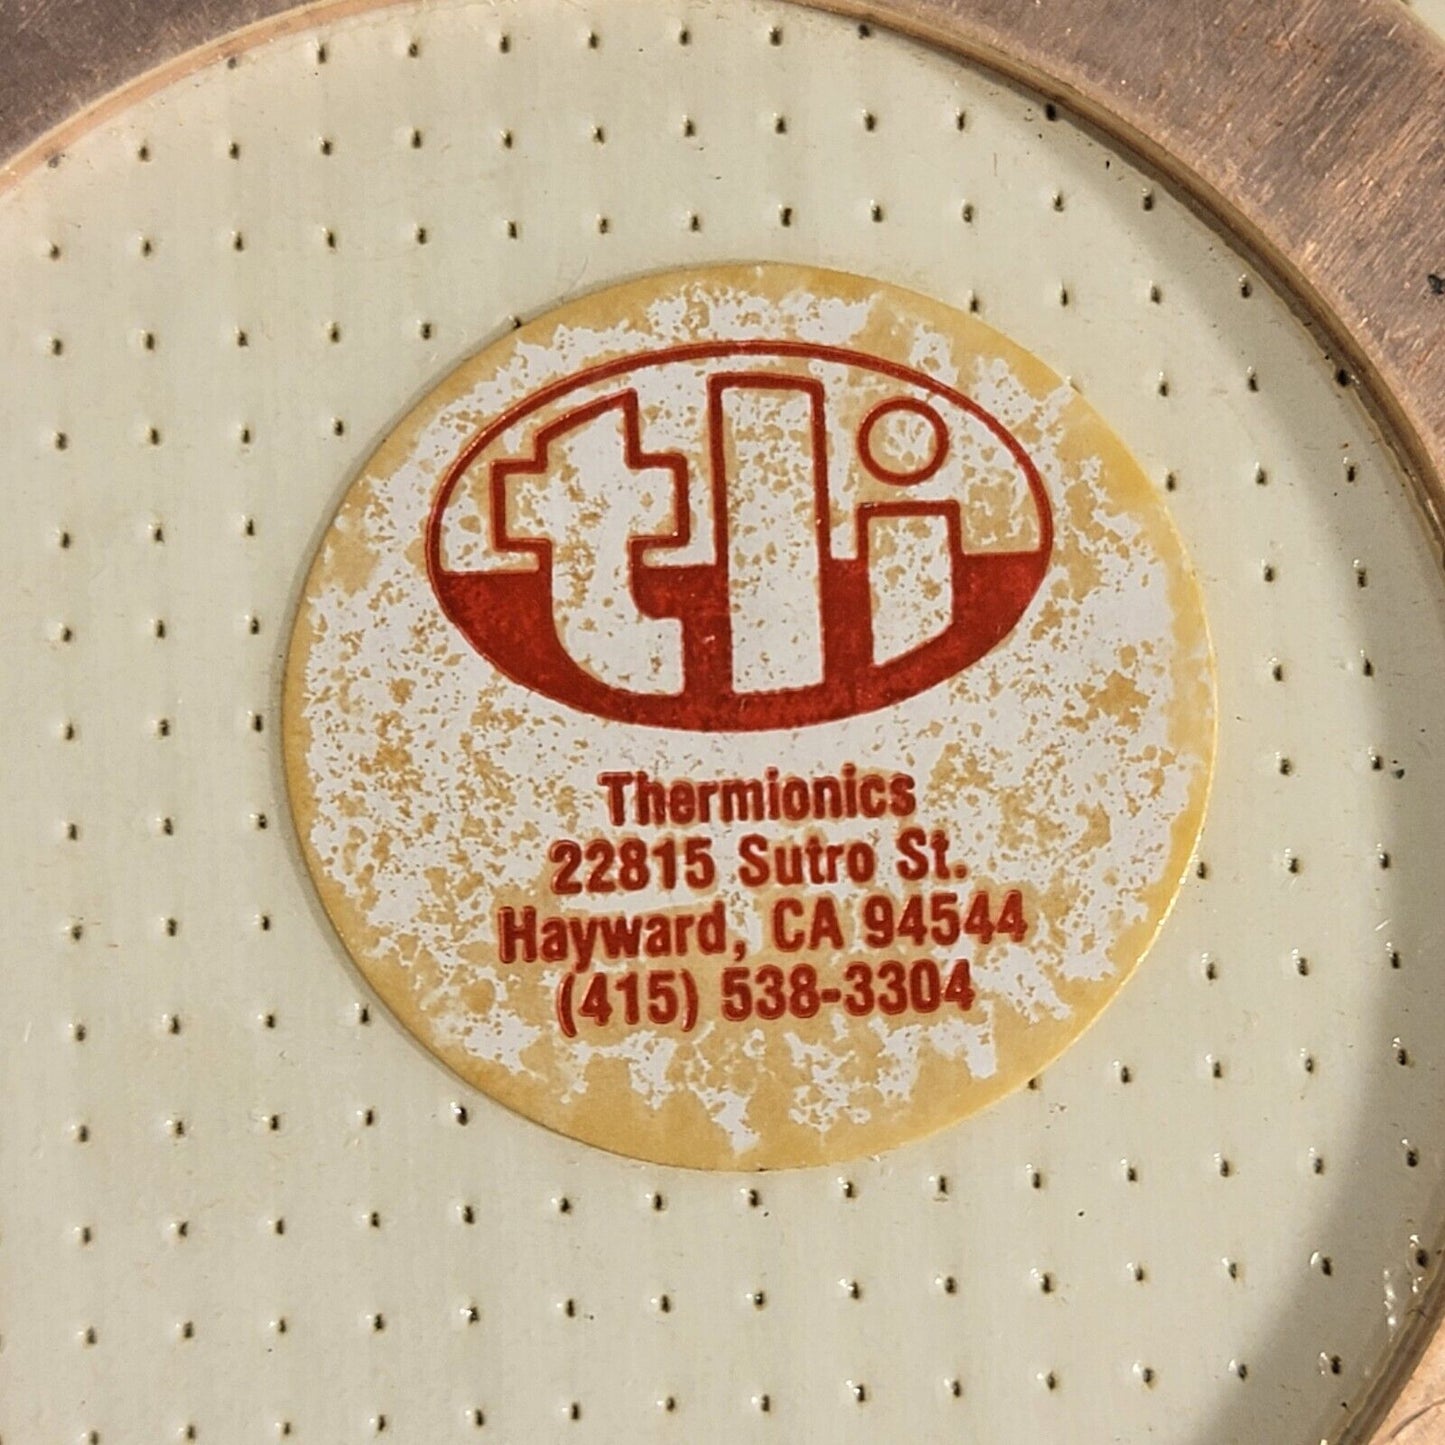 tli
Thermionics
22815 Sutro St.
Hayward, CA 94544
(415) 538-3304